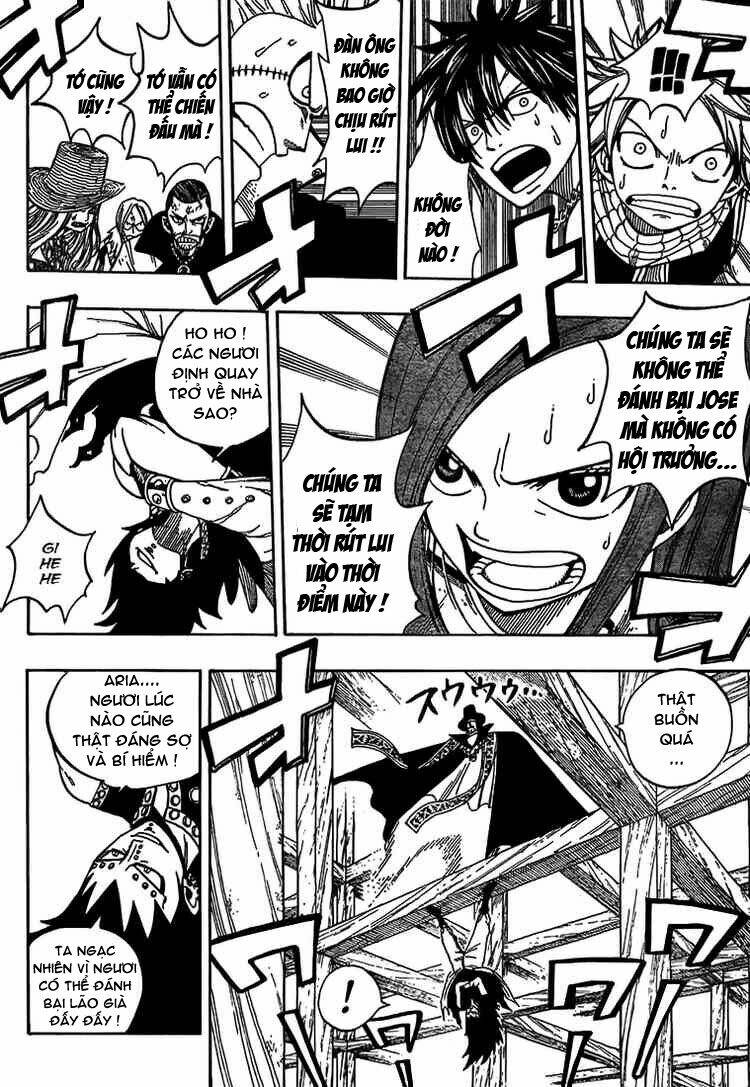 !!!
KHÔNG
ĐỜI
NÀO !
ĐÀN ÔNG
KHÔNG
BAO GIỜ
CHỊU RÚT
LUI !!
TỚ VẪN CÓ
THỂ CHIẾN
ĐẤU MÀ !
TỚ CŨNG
VẬY !
CHÚNG TA SẼ
KHÔNG THỂ
ĐÁNH BẠI JOSE
MÀ KHÔNG CÓ
HỘI TRƯỞNG...
CHÚNG TA
SẼ TẠM
THỜI RÚT LUI
VÀO THỜI
ĐIỂM NÀY !
HO HO !
CÁC NGƯƠI
ĐỊNH QUAY
TRỞ VỀ NHÀ
SAO?
GI
HE
HE
THẬT
BUỒN
QUÁ
...
スウウゥ...
!
ARIA....
NGƯƠI LÚC
NÀO CŨNG
THẬT ĐÁNG SỢ
VÀ BÍ HIỂM !
TA NGẠC
NHIÊN VÌ NGƯƠI
CÓ THỂ ĐÁNH
BẠI LÃO GIÀ
ĐẤY ĐẤY !